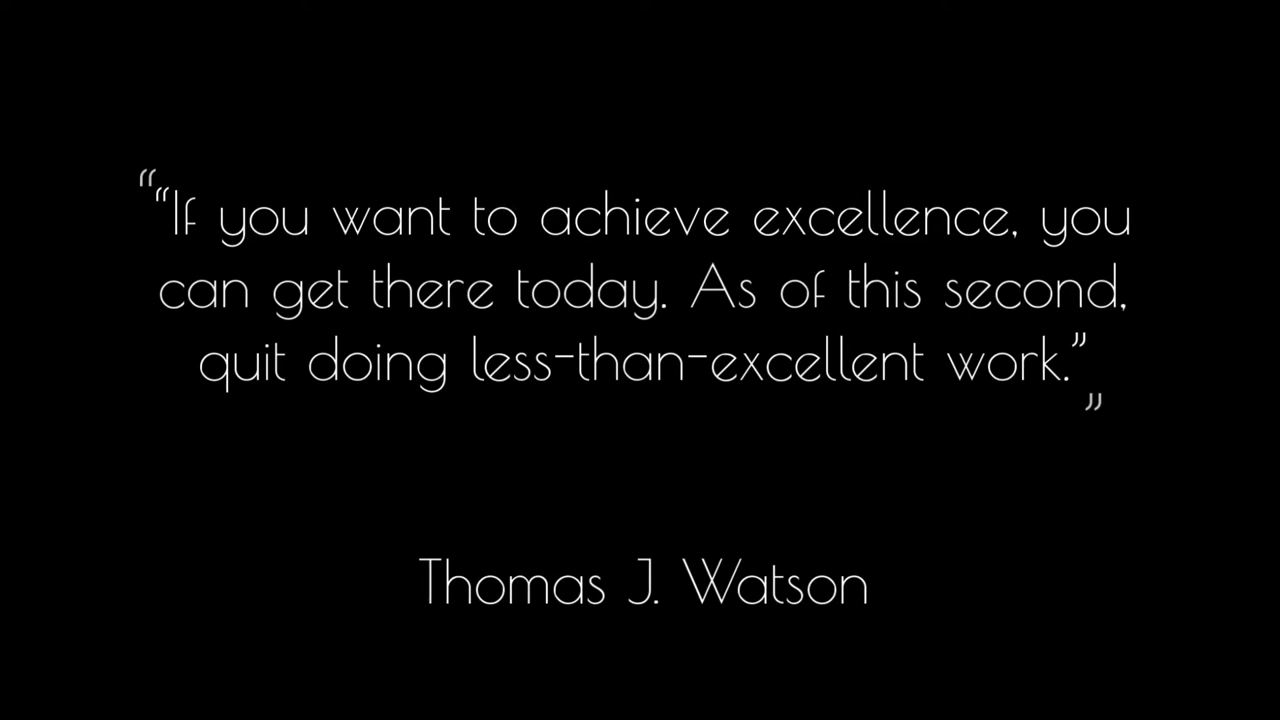 ““If you want to achieve excellence, you
can get there today. As of this second,
quit doing less-than-excellent work.”
”
Thomas J. Watson